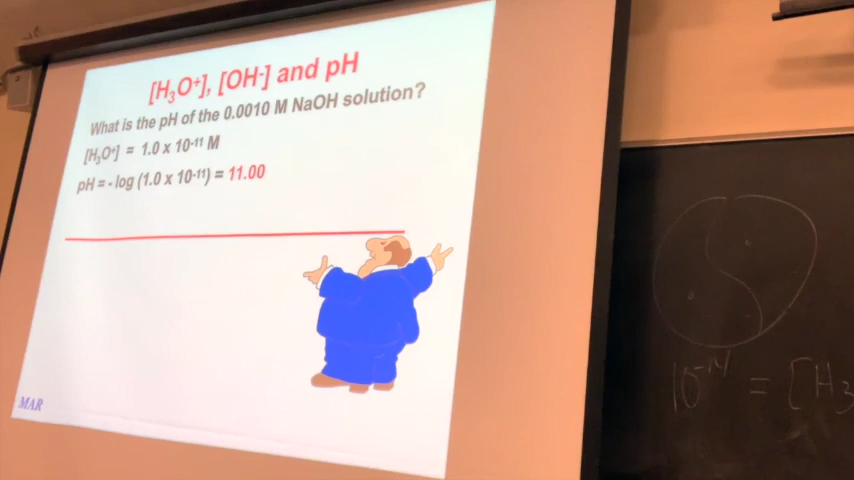 [H₃O⁺], [OH⁻] and pH
What is the pH of the 0.0010 M NaOH solution?
[H₃O⁺] = 1.0 x 10⁻¹¹ M
pH = - log (1.0 x 10⁻¹¹) = 11.00
MAR
10⁻¹⁴ = [H₃